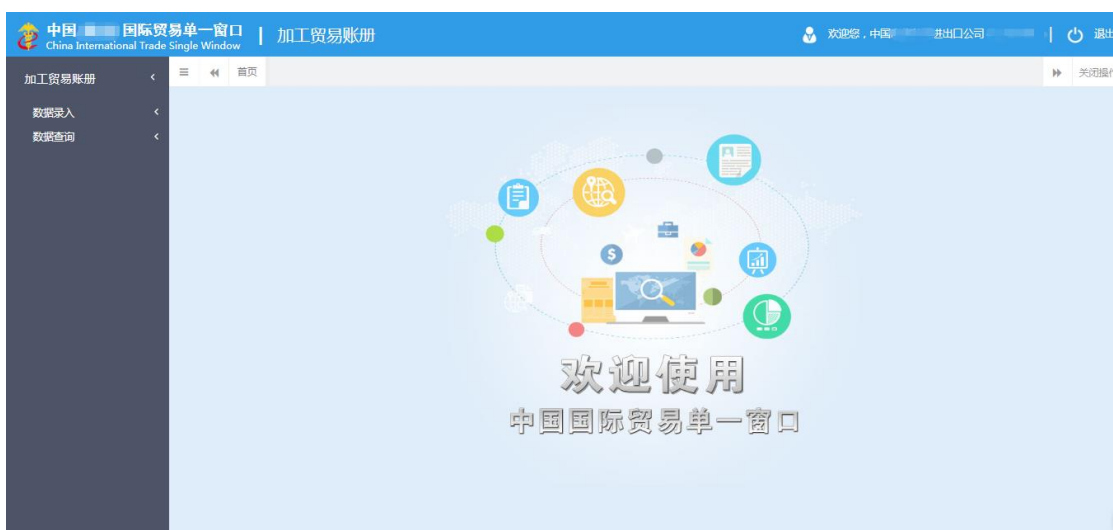 中国 国际贸易单一窗口 | 加工贸易账册
China International Trade Single Window
欢迎您，中国 进出口公司
退出
加工贸易账册
首页
关闭操作
数据录入
数据查询
$
欢迎使用
中国国际贸易单一窗口